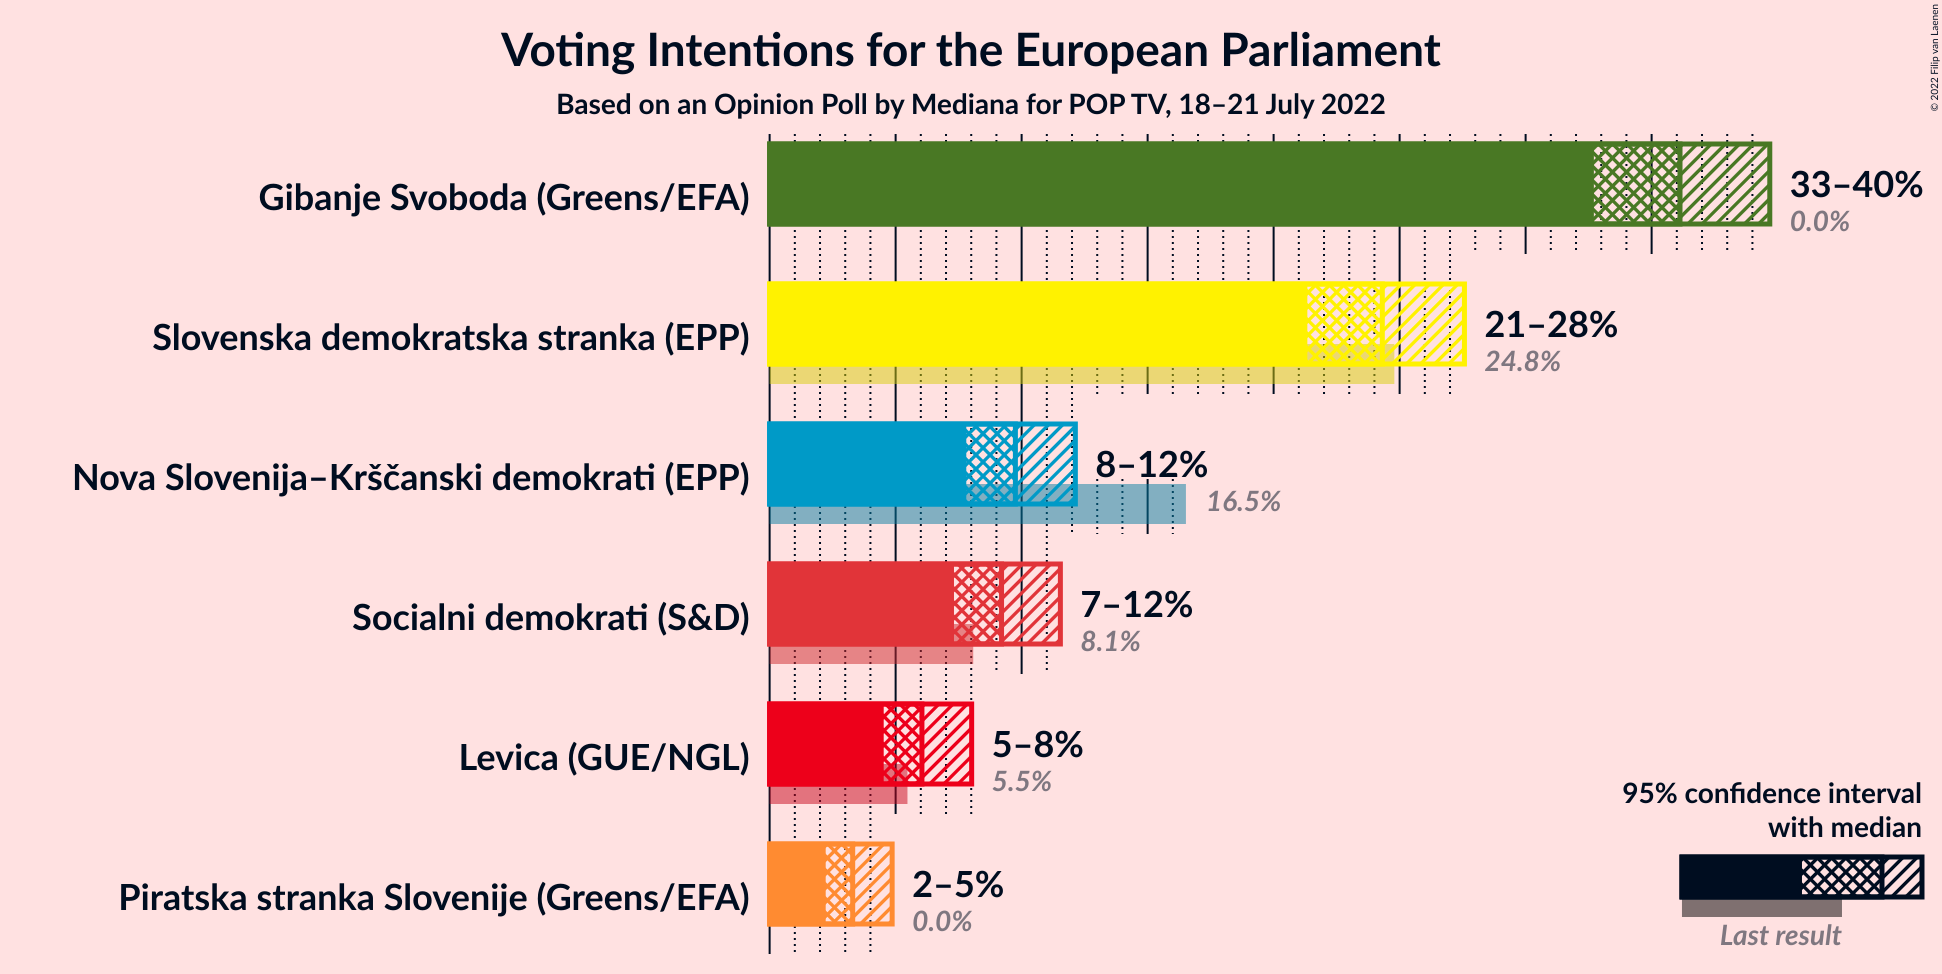 Voting Intentions for the European Parliament
Based on an Opinion Poll by Mediana for POP TV, 18–21 July 2022
© 2022 Filip van Laenen
Gibanje Svoboda (Greens/EFA)
33–40%
0.0%
Slovenska demokratska stranka (EPP)
21–28%
24.8%
Nova Slovenija–Krščanski demokrati (EPP)
8–12%
16.5%
Socialni demokrati (S&D)
7–12%
8.1%
Levica (GUE/NGL)
5–8%
5.5%
Piratska stranka Slovenije (Greens/EFA)
2–5%
0.0%
95% confidence interval
with median
Last result